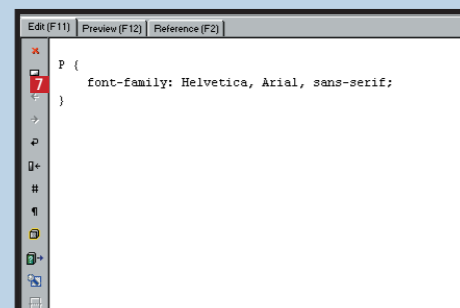 Edit (F11) Preview (F12) Reference (F2)
P {
7
font-family: Helvetica, Arial, sans-serif;
}
#
¶